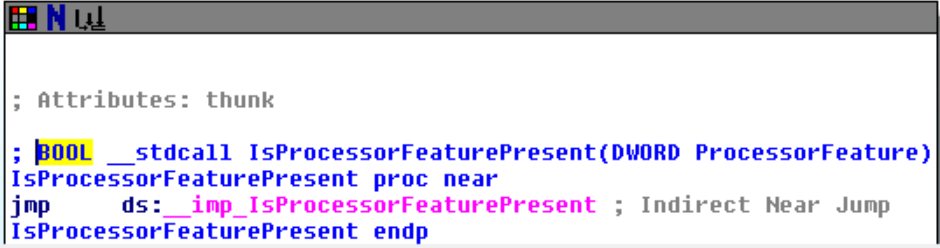 ; Attributes: thunk
; BOOL __stdcall IsProcessorFeaturePresent(DWORD ProcessorFeature)
IsProcessorFeaturePresent proc near
jmp     ds:__imp_IsProcessorFeaturePresent ; Indirect Near Jump
IsProcessorFeaturePresent endp